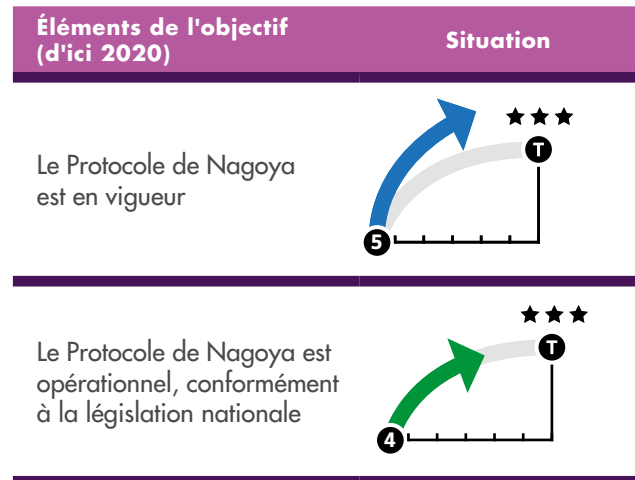 Éléments de l'objectif
(d'ici 2020)
Situation
Le Protocole de Nagoya
est en vigueur
★★★
T
5
Le Protocole de Nagoya est
opérationnel, conformément
à la législation nationale
★★★
T
4